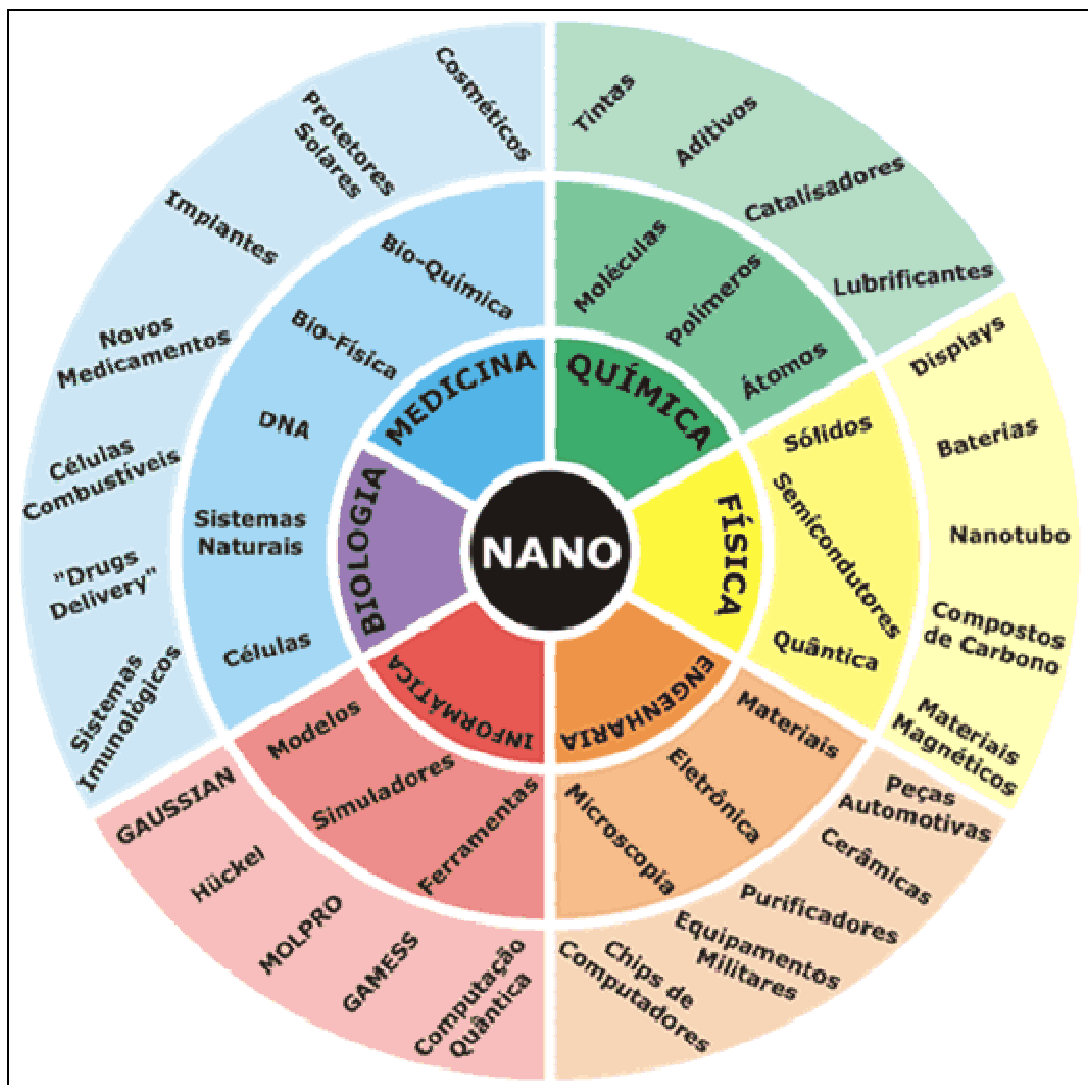 NANO
MEDICINA
QUÍMICA
FÍSICA
ENGENHARIA
INFORMÁTICA
BIOLOGIA
Bio-Química
Bio-Física
DNA
Sistemas
Naturais
Células
Moléculas
Polímeros
Átomos
Sólidos
Semicondutores
Quântica
Materiais
Eletrônica
Microscopia
Ferramentas
Simuladores
Modelos
Cosméticos
Protetores
Solares
Implantes
Novos
Medicamentos
Células
Combustíveis
"Drugs
Delivery"
Sistemas
Imunológicos
Tintas
Aditivos
Catalisadores
Lubrificantes
Displays
Baterias
Nanotubo
Compostos
de Carbono
Materiais
Magnéticos
Peças
Automotivas
Cerâmicas
Purificadores
Equipamentos
Militares
Chips de
Computadores
Computação
Quântica
GAMESS
MOLPRO
Hückel
GAUSSIAN